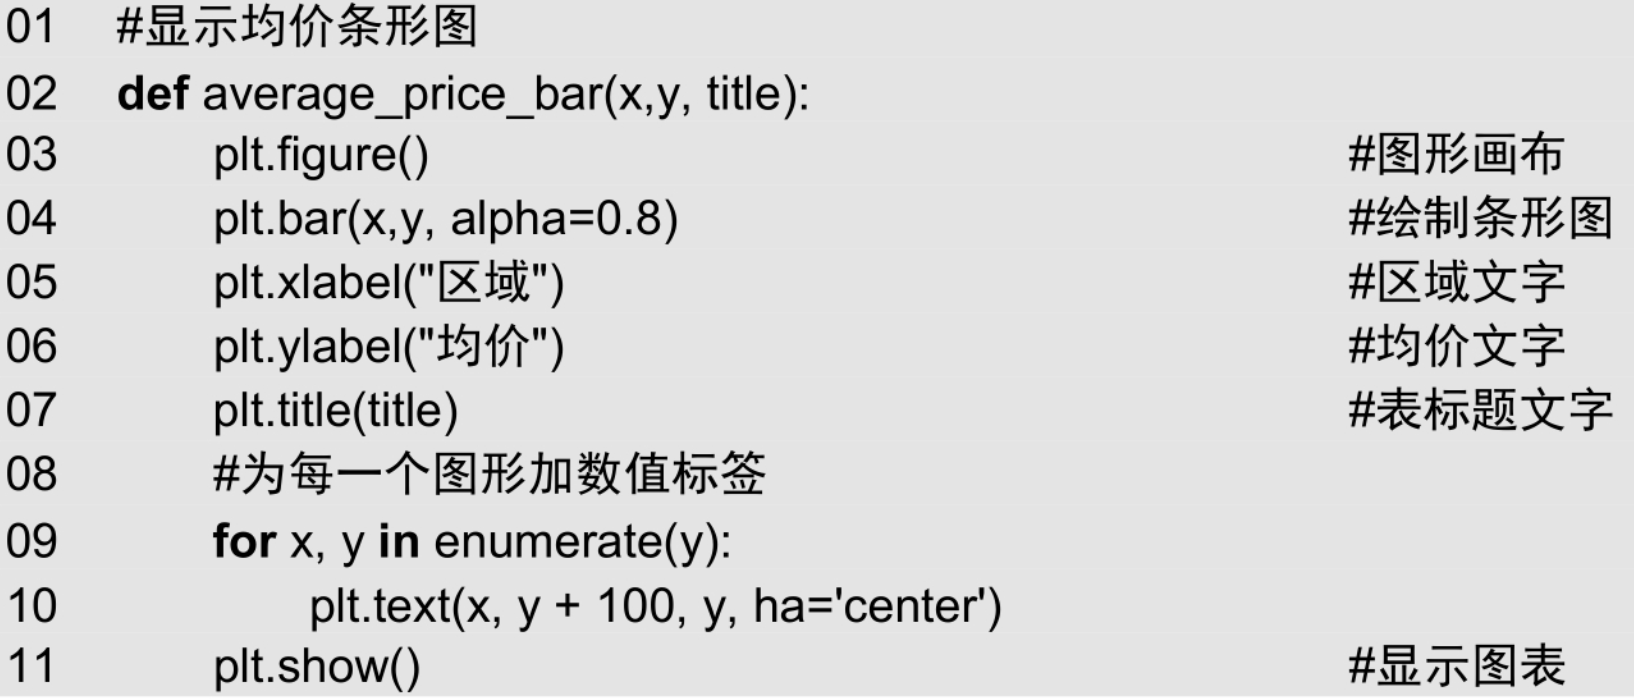 01 #显示均价条形图
02 def average_price_bar(x,y, title):
03 plt.figure() #图形画布
04 plt.bar(x,y, alpha=0.8) #绘制条形图
05 plt.xlabel("区域") #区域文字
06 plt.ylabel("均价") #均价文字
07 plt.title(title) #表标题文字
08 #为每一个图形加数值标签
09 for x, y in enumerate(y):
10 plt.text(x, y + 100, y, ha='center')
11 plt.show() #显示图表